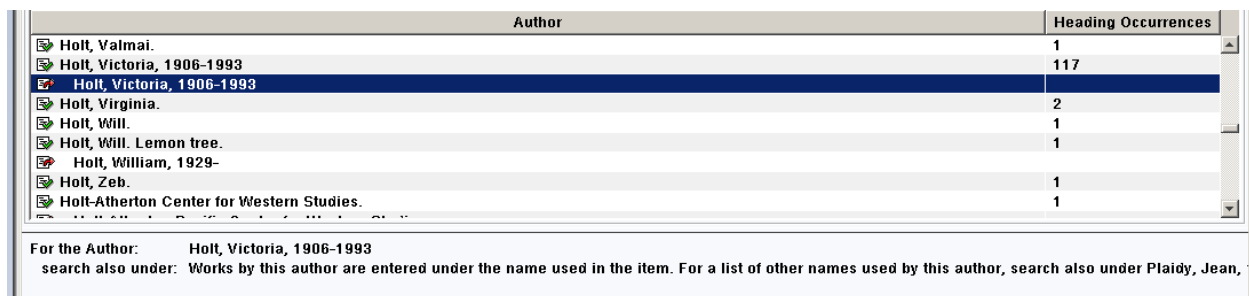 Author Heading Occurrences
Holt, Valmai. 1
Holt, Victoria, 1906-1993 117
Holt, Victoria, 1906-1993
Holt, Virginia. 2
Holt, Will. 1
Holt, Will. Lemon tree. 1
Holt, William, 1929-
Holt, Zeb. 1
Holt-Atherton Center for Western Studies. 1
For the Author: Holt, Victoria, 1906-1993
search also under: Works by this author are entered under the name used in the item. For a list of other names used by this author, search also under Plaidy, Jean,